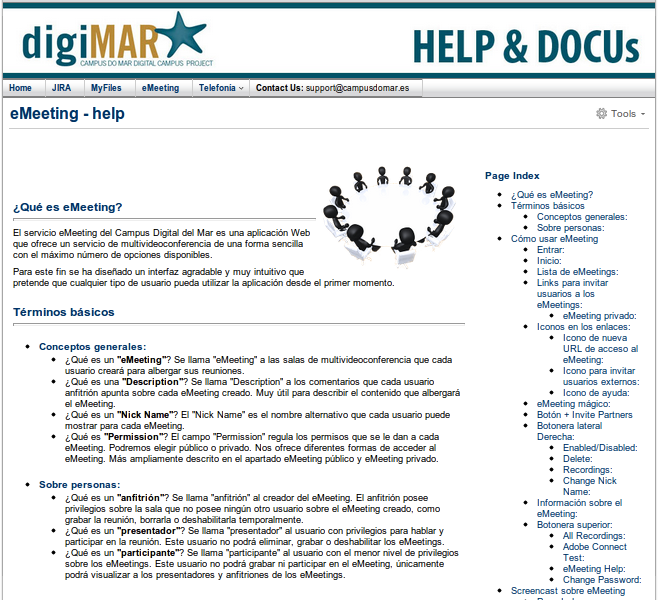 digiMAR
CAMPUS DO MAR DIGITAL CAMPUS PROJECT
HELP & DOCUs
Home JIRA MyFiles eMeeting Telefonía Contact Us: support@campusdomar.es
eMeeting - help
Tools
¿Qué es eMeeting?
El servicio eMeeting del Campus Digital del Mar es una aplicación Web
que ofrece un servicio de multivideoconferencia de una forma sencilla
con el máximo número de opciones disponibles.
Para este fin se ha diseñado un interfaz agradable y muy intuitivo que
pretende que cualquier tipo de usuario pueda utilizar la aplicación desde el primer momento.
Términos básicos
Conceptos generales:
¿Qué es un "eMeeting"? Se llama "eMeeting" a las salas de multivideoconferencia que cada
usuario creará para albergar sus reuniones.
¿Qué es una "Description"? Se llama "Description" a los comentarios que cada usuario
anfitrión apunta sobre cada eMeeting creado. Muy útil para describir el contenido que albergará
el eMeeting.
¿Qué es un "Nick Name"? El "Nick Name" es el nombre alternativo que cada usuario puede
mostrar para cada eMeeting.
¿Qué es "Permission"? El campo "Permission" regula los permisos que se le dan a cada
eMeeting. Podremos elegir público o privado. Nos ofrece diferentes formas de acceder al
eMeeting. Más ampliamente descrito en el apartado eMeeting público y eMeeting privado.
Sobre personas:
¿Qué es un "anfitrión"? Se llama "anfitrión" al creador del eMeeting. El anfitrión posee
privilegios sobre la sala que no posee ningún otro usuario sobre el eMeeting creado, como
grabar la reunión, borrarla o deshabilitarla temporalmente.
¿Qué es un "presentador"? Se llama "presentador" al usuario con privilegios para hablar y
participar en la reunión. Este usuario no podrá eliminar, grabar o deshabilitar los eMeetings.
¿Qué es un "participante"? Se llama "participante" al usuario con el menor nivel de privilegios
sobre los eMeetings. Este usuario no podrá grabar ni participar en el eMeeting, únicamente
podrá visualizar a los presentadores y anfitriones de los eMeetings.
Page Index
¿Qué es eMeeting?
Términos básicos
Conceptos generales:
Sobre personas:
Cómo usar eMeeting
Entrar:
Inicio:
Lista de eMeetings:
Links para invitar
usuarios a los
eMeetings:
eMeeting privado:
Iconos en los enlaces:
Icono de nueva
URL de acceso al
eMeeting:
Icono para invitar
usuarios externos:
Icono de ayuda:
eMeeting mágico:
Botón + Invite Partners
Botonera lateral
Derecha:
Enabled/Disabled:
Delete:
Recordings:
Change Nick
Name:
Información sobre el
eMeeting:
Botonera superior:
All Recordings:
Adobe Connect
Test:
eMeeting Help:
Change Password:
Screencast sobre eMeeting